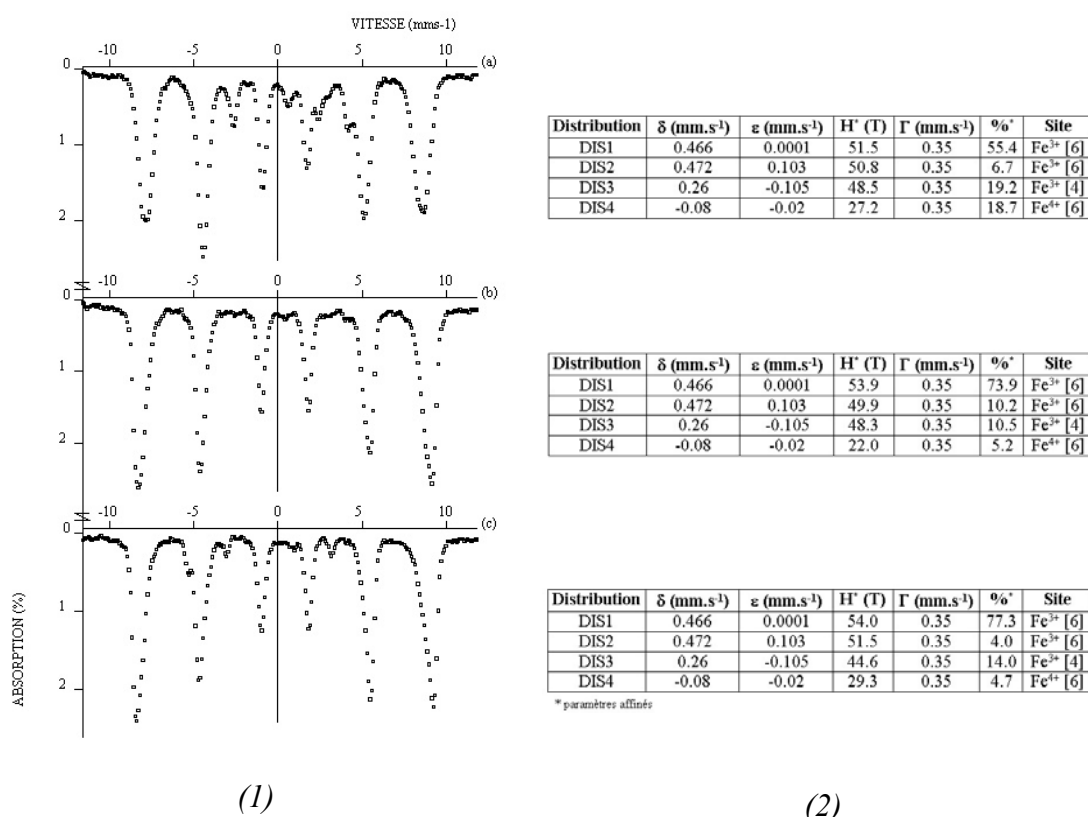 VITESSE (mms-1)
-10 -5 0 5 10
(a)
0
1
2
-10 -5 0 5 10
(b)
0
1
2
-10 -5 0 5 10
(c)
0
1
2
ABSORPTION (%)
(1)
Distribution δ (mm.s⁻¹) ε (mm.s⁻¹) H* (T) Γ (mm.s⁻¹) %* Site
DIS1 0.466 0.0001 51.5 0.35 55.4 Fe³⁺ [6]
DIS2 0.472 0.103 50.8 0.35 6.7 Fe³⁺ [6]
DIS3 0.26 -0.105 48.5 0.35 19.2 Fe³⁺ [4]
DIS4 -0.08 -0.02 27.2 0.35 18.7 Fe⁴⁺ [6]
Distribution δ (mm.s⁻¹) ε (mm.s⁻¹) H* (T) Γ (mm.s⁻¹) %* Site
DIS1 0.466 0.0001 53.9 0.35 73.9 Fe³⁺ [6]
DIS2 0.472 0.103 49.9 0.35 10.2 Fe³⁺ [6]
DIS3 0.26 -0.105 48.3 0.35 10.5 Fe³⁺ [4]
DIS4 -0.08 -0.02 22.0 0.35 5.2 Fe⁴⁺ [6]
Distribution δ (mm.s⁻¹) ε (mm.s⁻¹) H* (T) Γ (mm.s⁻¹) %* Site
DIS1 0.466 0.0001 54.0 0.35 77.3 Fe³⁺ [6]
DIS2 0.472 0.103 51.5 0.35 4.0 Fe³⁺ [6]
DIS3 0.26 -0.105 44.6 0.35 14.0 Fe³⁺ [4]
DIS4 -0.08 -0.02 29.3 0.35 4.7 Fe⁴⁺ [6]
* paramètres affinés
(2)